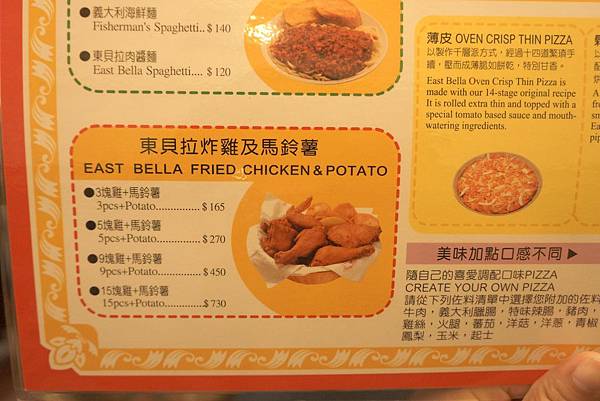 ●義大利海鮮麵
Fisherman's Spaghetti.. $140
●東貝拉肉醬麵
East Bella Spaghetti.... $120
東貝拉炸雞及馬鈴薯
EAST BELLA FRIED CHICKEN & POTATO
●3塊雞+馬鈴薯
3pcs+Potato............$165
●5塊雞+馬鈴薯
5pcs+Potato............$270
●9塊雞+馬鈴薯
9pcs+Potato............$450
●15塊雞+馬鈴薯
15pcs+Potato..........$730
薄皮 OVEN CRISP THIN PIZZA
以製作千層派方式，經過十四道繁瑣手
續，壓而成薄脆如餅乾，特別甘香。
East Bella Oven Crisp Thin Pizza is
made with our 14-stage original recipe
It is rolled extra thin and topped with a
special tomato based sauce and mouth-
watering ingredients.
美味加點口感不同▶
隨自己的喜愛調配口味PIZZA
CREATE YOUR OWN PIZZA
請從下列佐料清單中選擇您附加的佐料
牛肉，義大利臘腸，特味辣腸，豬肉，
雞絲，火腿，蕃茄，洋菇，洋蔥，青椒
鳳梨，玉米，起士